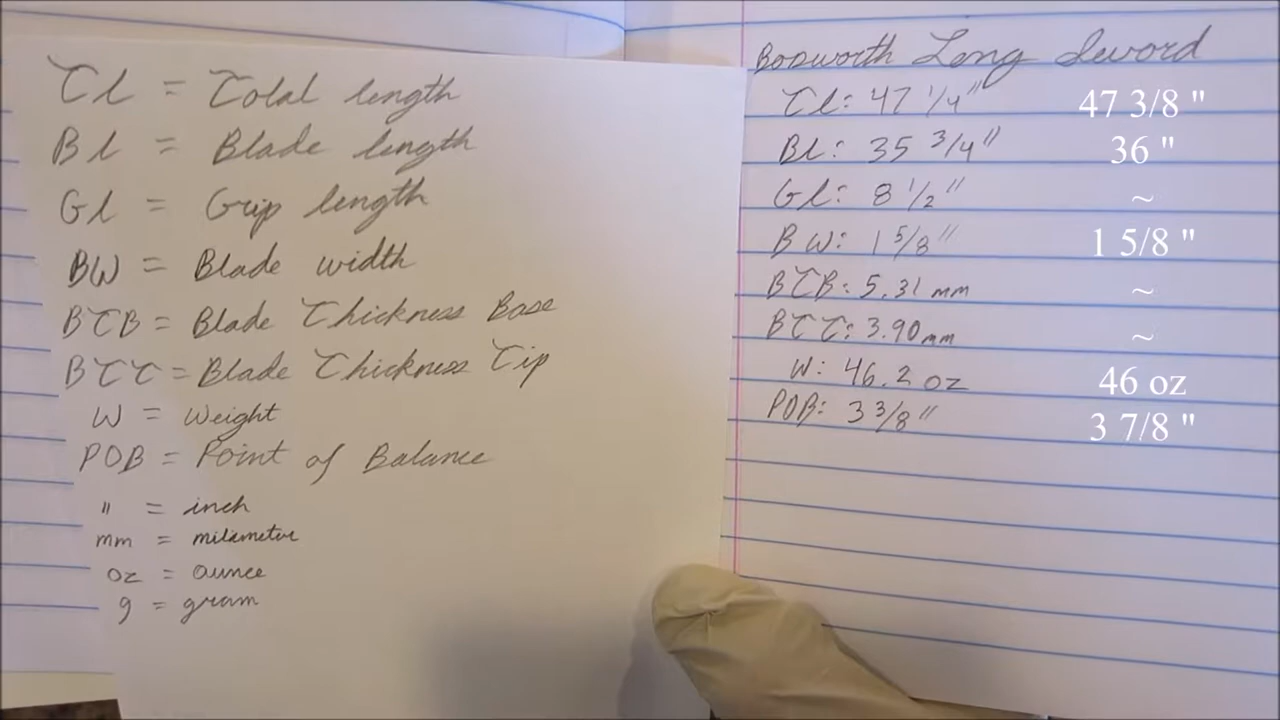 Tl = Total length
Bl = Blade length
Gl = Grip length
BW = Blade width
BTB = Blade Thickness Base
BTT = Blade Thickness Tip
W = Weight
POB = Point of Balance
" = inch
mm = milameter
oz = ounce
g = gram
Bosworth Long Sword
Tl: 47 1/4" 47 3/8 "
Bl: 35 3/4" 36 "
Gl: 8 1/2" ~
BW: 1 5/8" 1 5/8 "
BTB: 5.31 mm ~
BTT: 3.90 mm ~
W: 46.2 oz 46 oz
POB: 3 3/8" 3 7/8 "